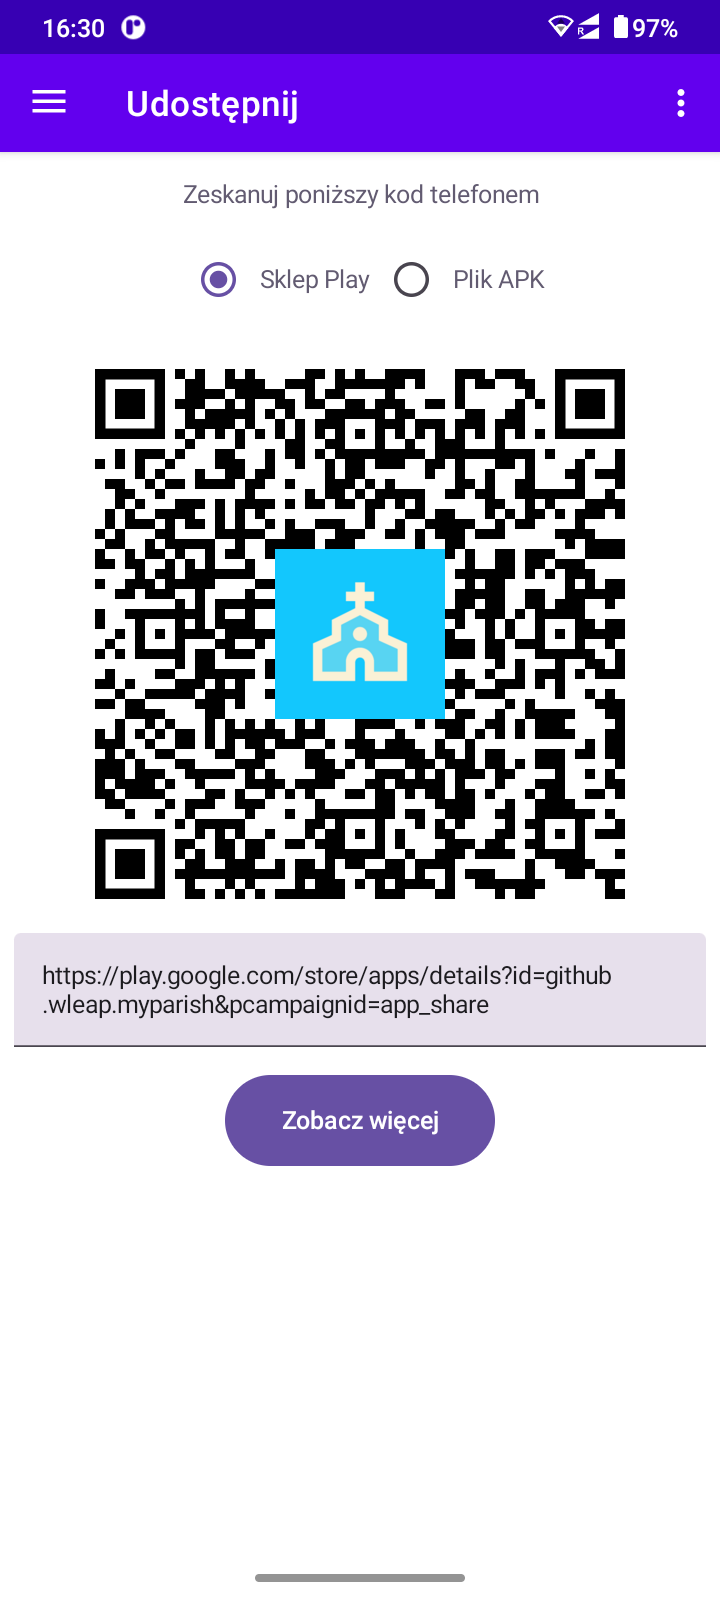 16:30
R
97%
Udostępnij
Zeskanuj poniższy kod telefonem
Sklep Play
Plik APK
https://play.google.com/store/apps/details?id=github
.wleap.myparish&pcampaignid=app_share
Zobacz więcej